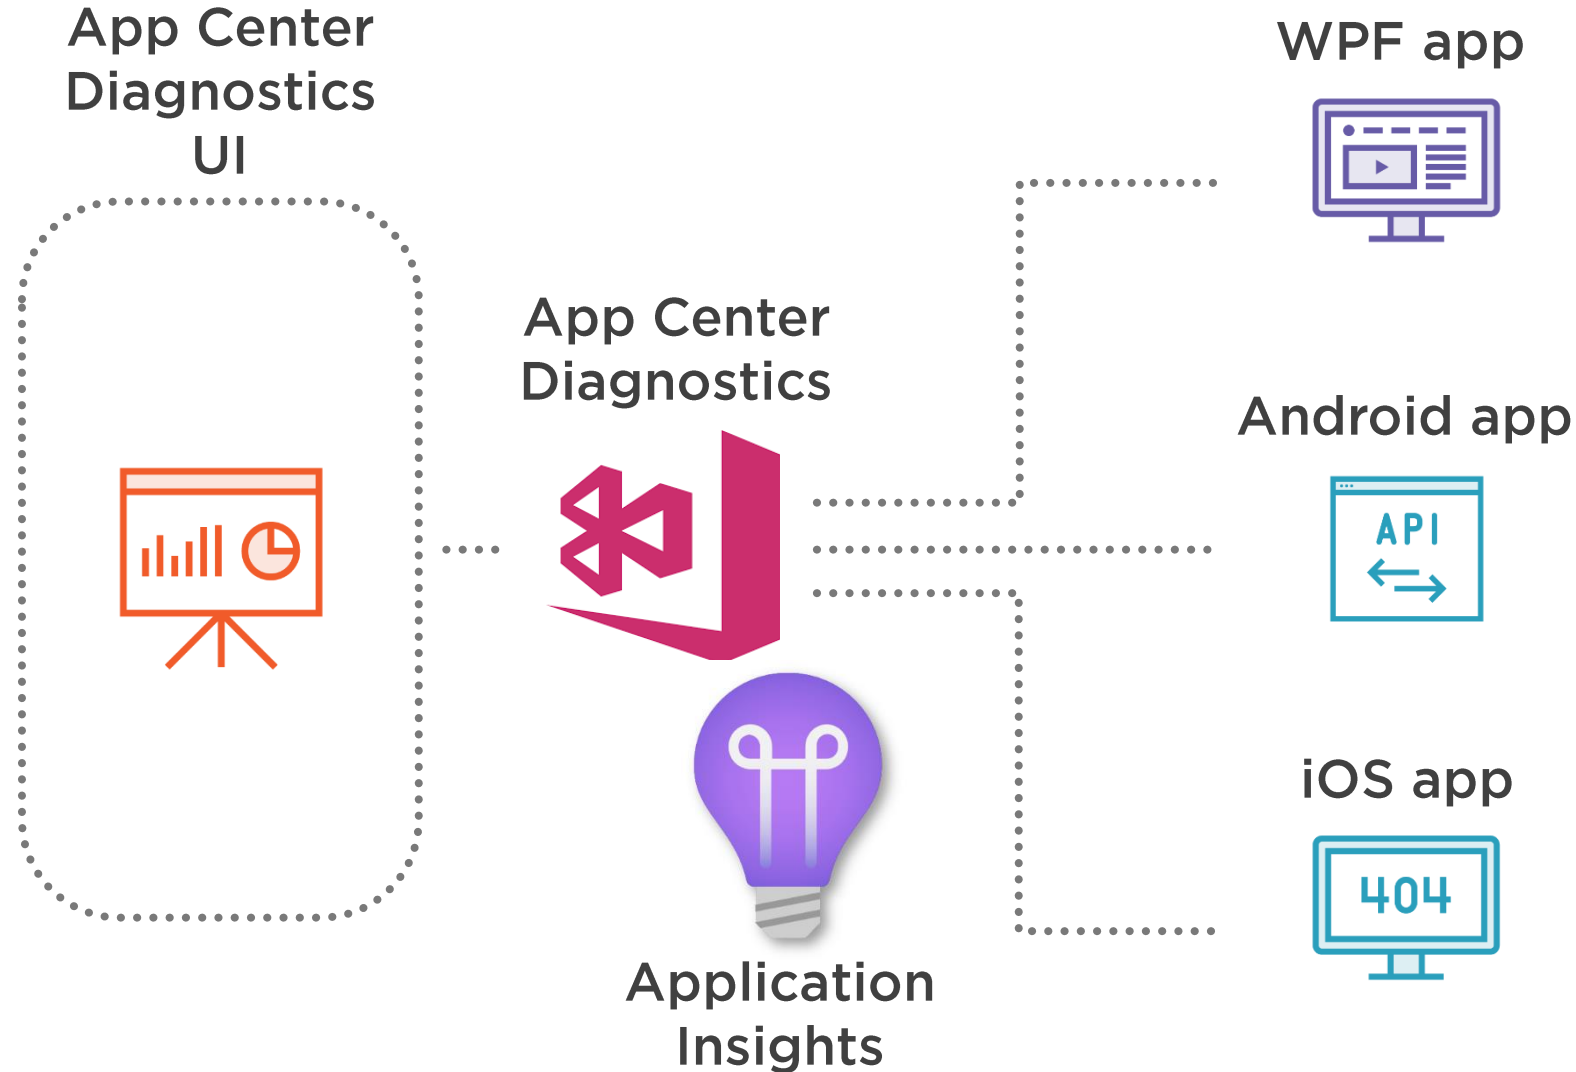 App Center
Diagnostics
UI
App Center
Diagnostics
Application
Insights
WPF app
Android app
API
iOS app
404